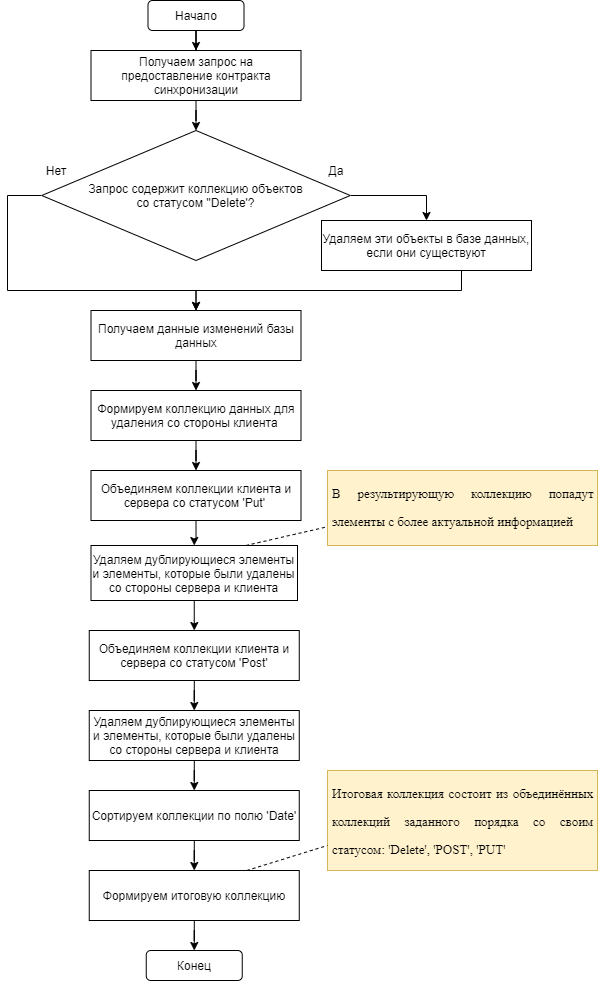 Начало
Получаем запрос на
предоставление контракта
синхронизации
Нет
Да
Запрос содержит коллекцию объектов
со статусом "Delete'?
Удаляем эти объекты в базе данных,
если они существуют
Получаем данные изменений базы
данных
Формируем коллекцию данных для
удаления со стороны клиента
Объединяем коллекции клиента и
сервера со статусом 'Put'
В результирующую коллекцию попадут
элементы с более актуальной информацией
Удаляем дублирующиеся элементы
и элементы, которые были удалены
со стороны сервера и клиента
Объединяем коллекции клиента и
сервера со статусом 'Post'
Удаляем дублирующиеся элементы
и элементы, которые были удалены
со стороны сервера и клиента
Сортируем коллекции по полю 'Date'
Итоговая коллекция состоит из объединённых
коллекций заданного порядка со своим
статусом: 'Delete', 'POST', 'PUT'
Формируем итоговую коллекцию
Конец